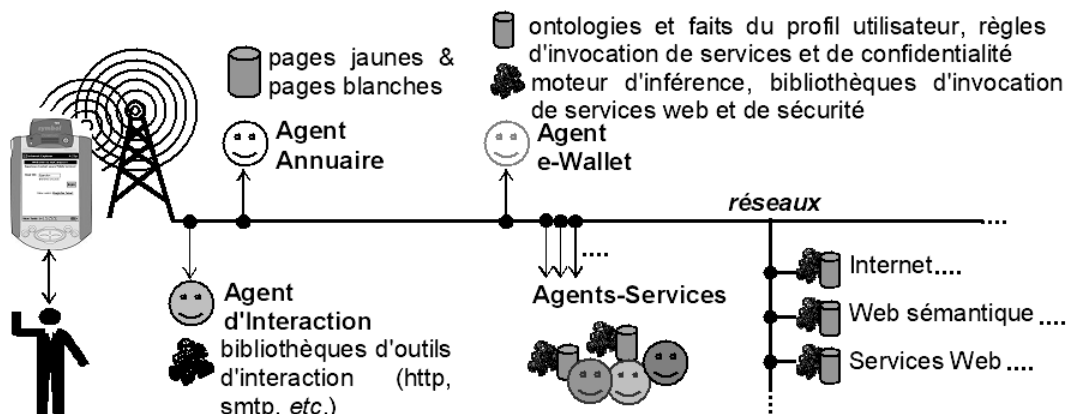 ontologies et faits du profil utilisateur, règles
d'invocation de services et de confidentialité
moteur d'inférence, bibliothèques d'invocation
de services web et de sécurité
pages jaunes &
pages blanches
Agent
Annuaire
Agent
e-Wallet
réseaux
....
....
Agent
d'Interaction
bibliothèques d'outils
d'interaction (http,
smtp, etc.)
Agents-Services
Internet....
Web sémantique ....
Services Web ....